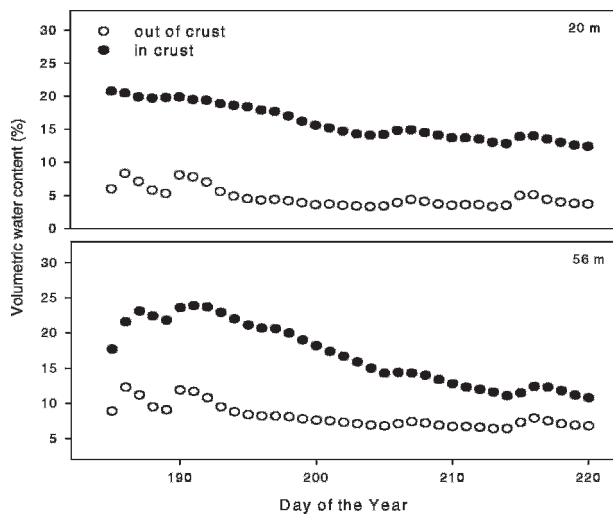 30
25
20
15
10
5
0
out of crust
in crust
20 m
Volumetric water content (%)
30
25
20
15
10
5
56 m
190 200 210 220
Day of the Year